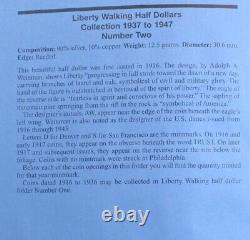 Liberty Walking Half Dollars
Collection 1937 to 1947
Number Two
Composition: 90% silver, 10% copper Weight: 12.5 grams. Diameter: 30.6 mm.
Edge: Reeded.
This beautiful half dollar was first issued in 1916. The design, by Adolph A.
Weinman, shows Liberty "progressing in full stride toward the dawn of a new day,
carrying branches of laurel and oak, symbolical of civil and military glory. The
hand of the figure is outstretched in bestowal of the spirit of liberty." The eagle of
the reverse side is "fearless in spirit and conscious of his power." The sapling of
mountain pine springing from the rift in the rock is "symbolical of America."
The designer's initials, AW, appear near the edge of the coin beneath the eagle's
left wing. Weinman is also noted as the designer of the U.S. dimes issued from
1916 through 1945.
Letters D for Denver and S for San Francisco are the mintmarks. On 1916 and
early 1917 coins, they appear on the obverse beneath the word TRUST. On later
1917 and subsequent issues, they appear on the reverse near the rim below the
foliage. Coins with no mintmark were struck at Philadelphia.
Below each of the coin openings in this folder you will find the quantity minted
for that year and mintmark.
Coins dated 1916 to 1936 may be collected in Liberty Walking half dollar
folder Number One.